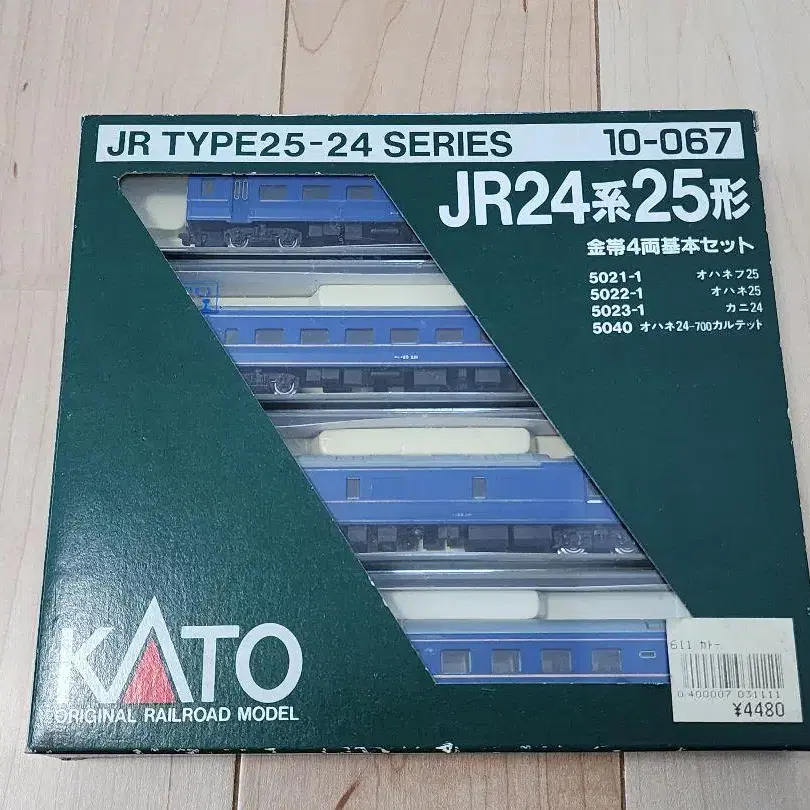 JR TYPE25-24 SERIES 10-067
JR24系25形
金帯4両基本セット
5021-1 オハネフ25
5022-1 オハネ25
5023-1 カニ24
5040 オハネ24-700カルテット
KATO
ORIGINAL RAILROAD MODEL
611 カトー
0 400007 031111
¥4480